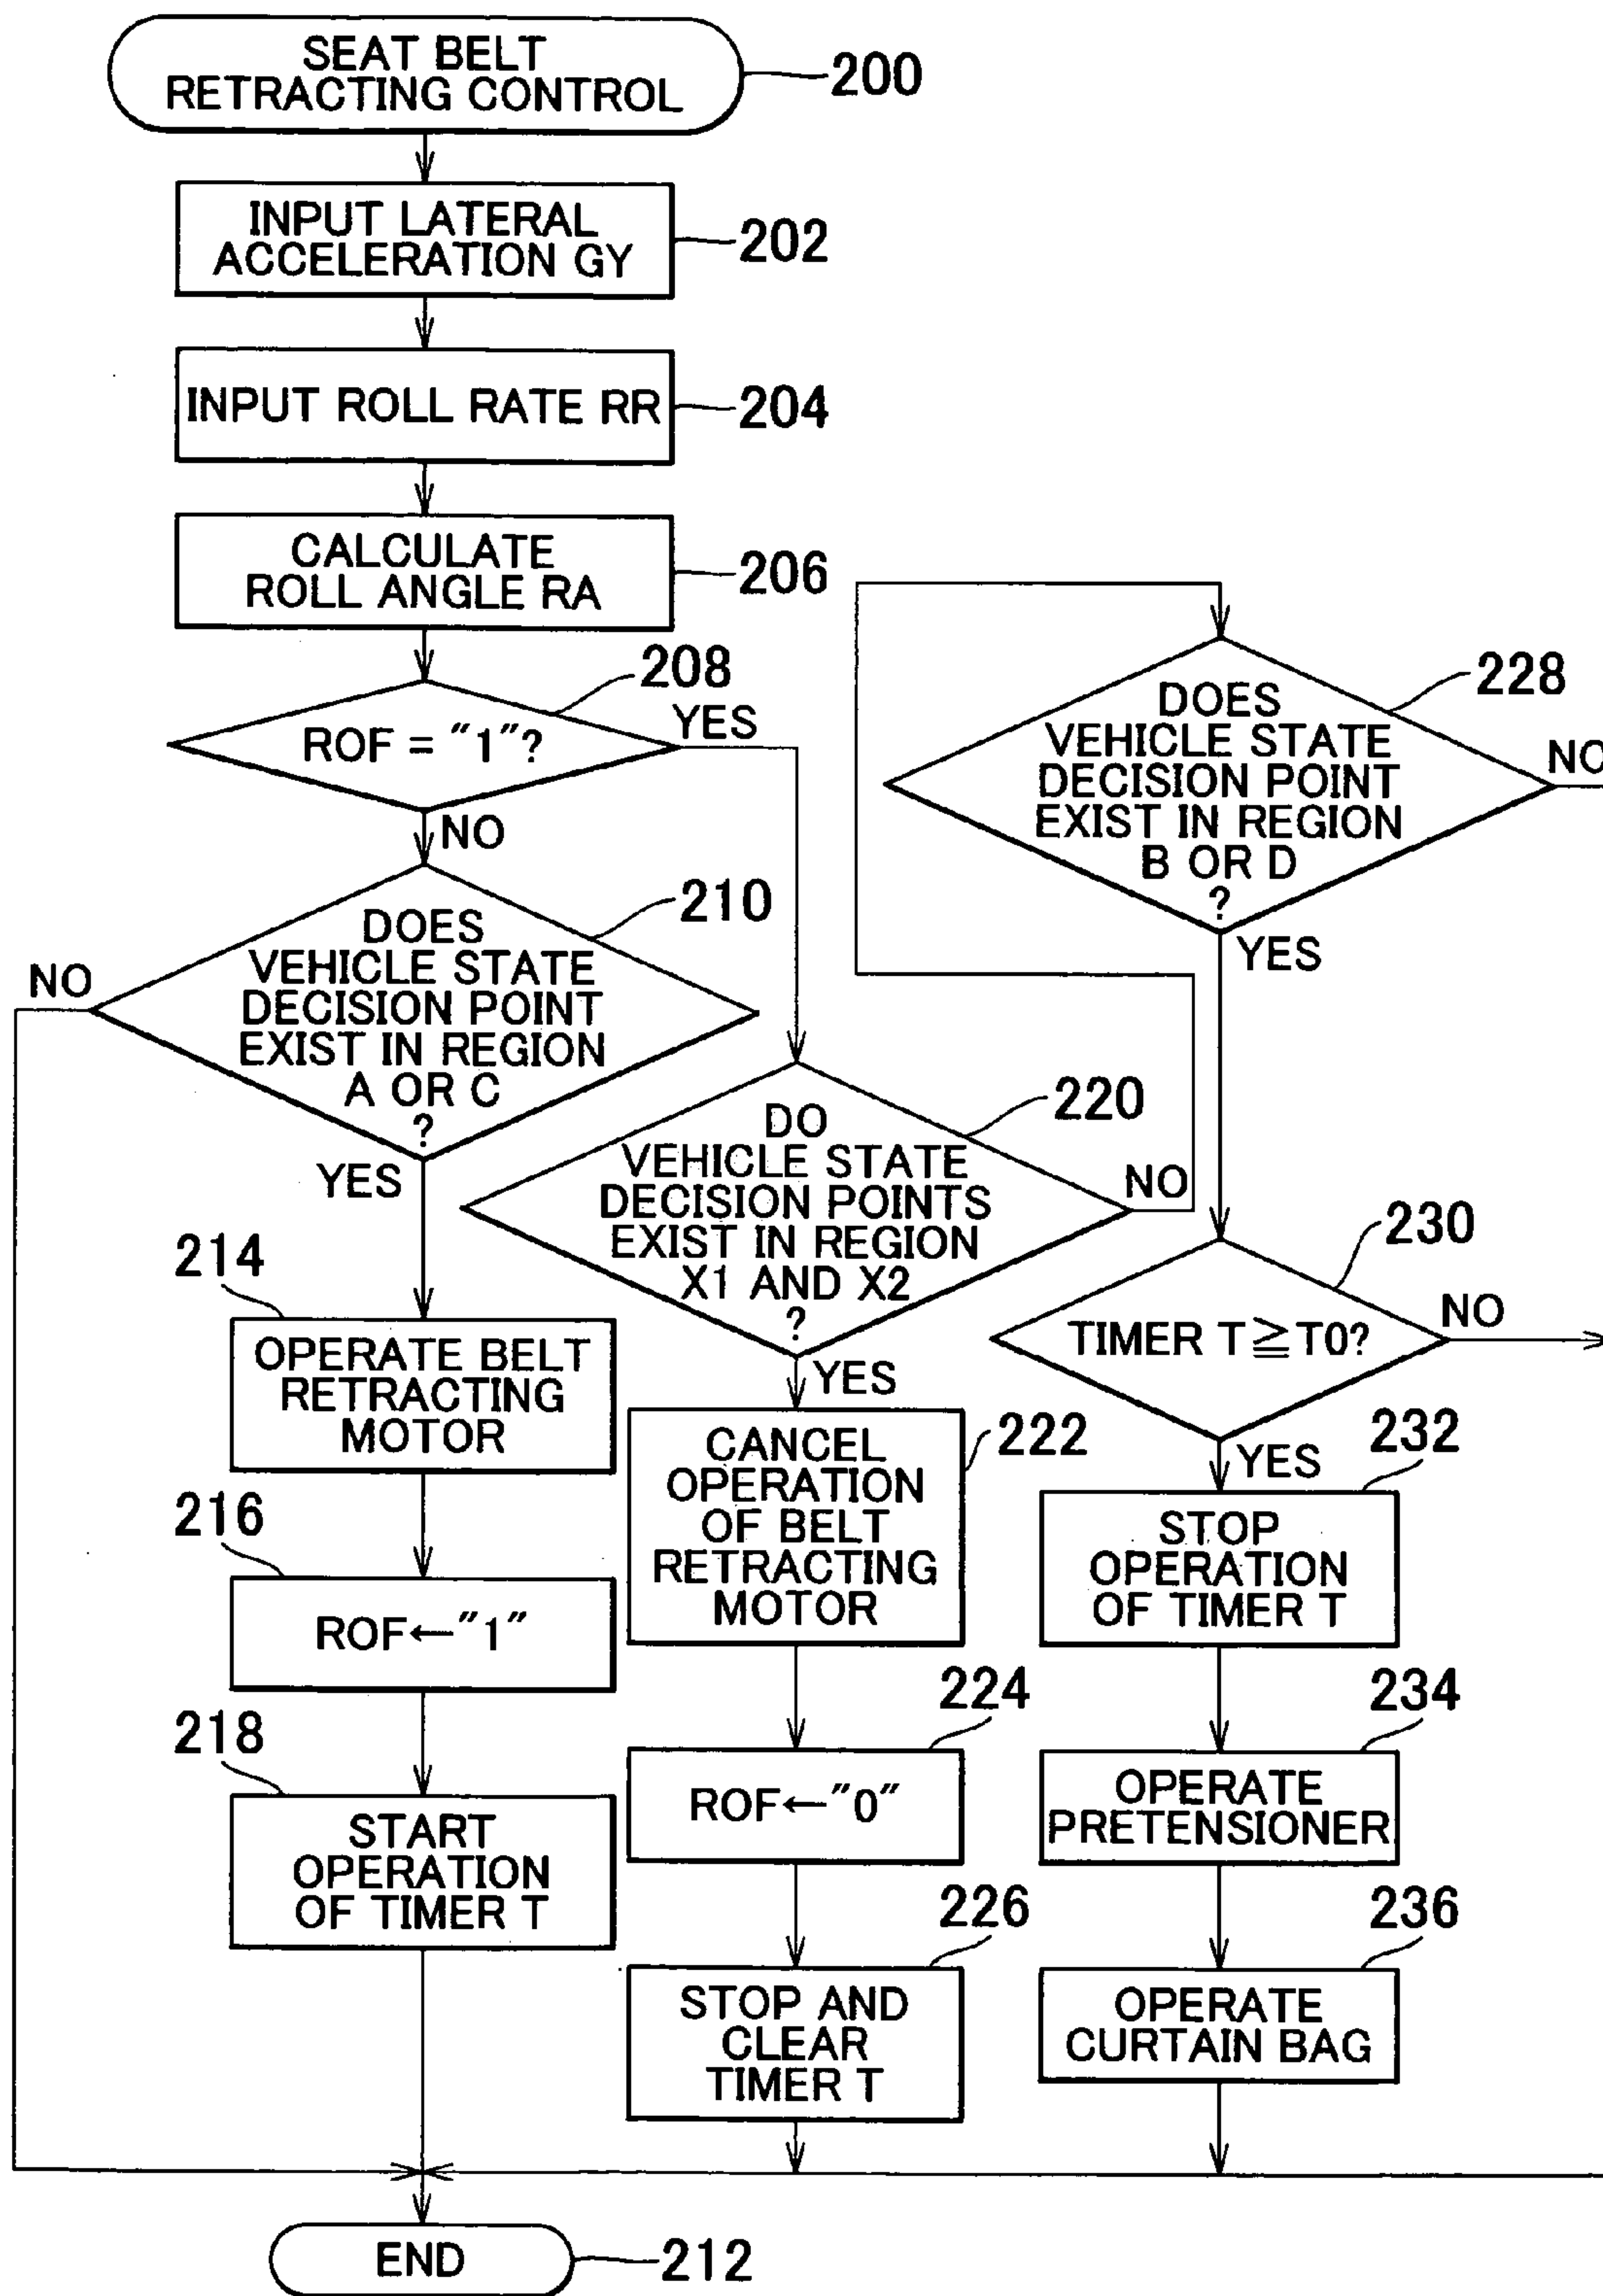 SEAT BELT
RETRACTING CONTROL
200
INPUT LATERAL
ACCELERATION GY
202
INPUT ROLL RATE RR
204
CALCULATE
ROLL ANGLE RA
206
208
ROF = "1"?
YES
NO
210
DOES
VEHICLE STATE
DECISION POINT
EXIST IN REGION
A OR C
?
NO
YES
214
OPERATE BELT
RETRACTING
MOTOR
216
ROF←"1"
218
START
OPERATION
OF TIMER T
220
DO
VEHICLE STATE
DECISION POINTS
EXIST IN REGION
X1 AND X2
?
NO
YES
222
CANCEL
OPERATION
OF BELT
RETRACTING
MOTOR
224
ROF←"0"
226
STOP AND
CLEAR
TIMER T
228
DOES
VEHICLE STATE
DECISION POINT
EXIST IN REGION
B OR D
?
NO
YES
230
TIMER T≧T0?
NO
YES
232
STOP
OPERATION
OF TIMER T
234
OPERATE
PRETENSIONER
236
OPERATE
CURTAIN BAG
END
212